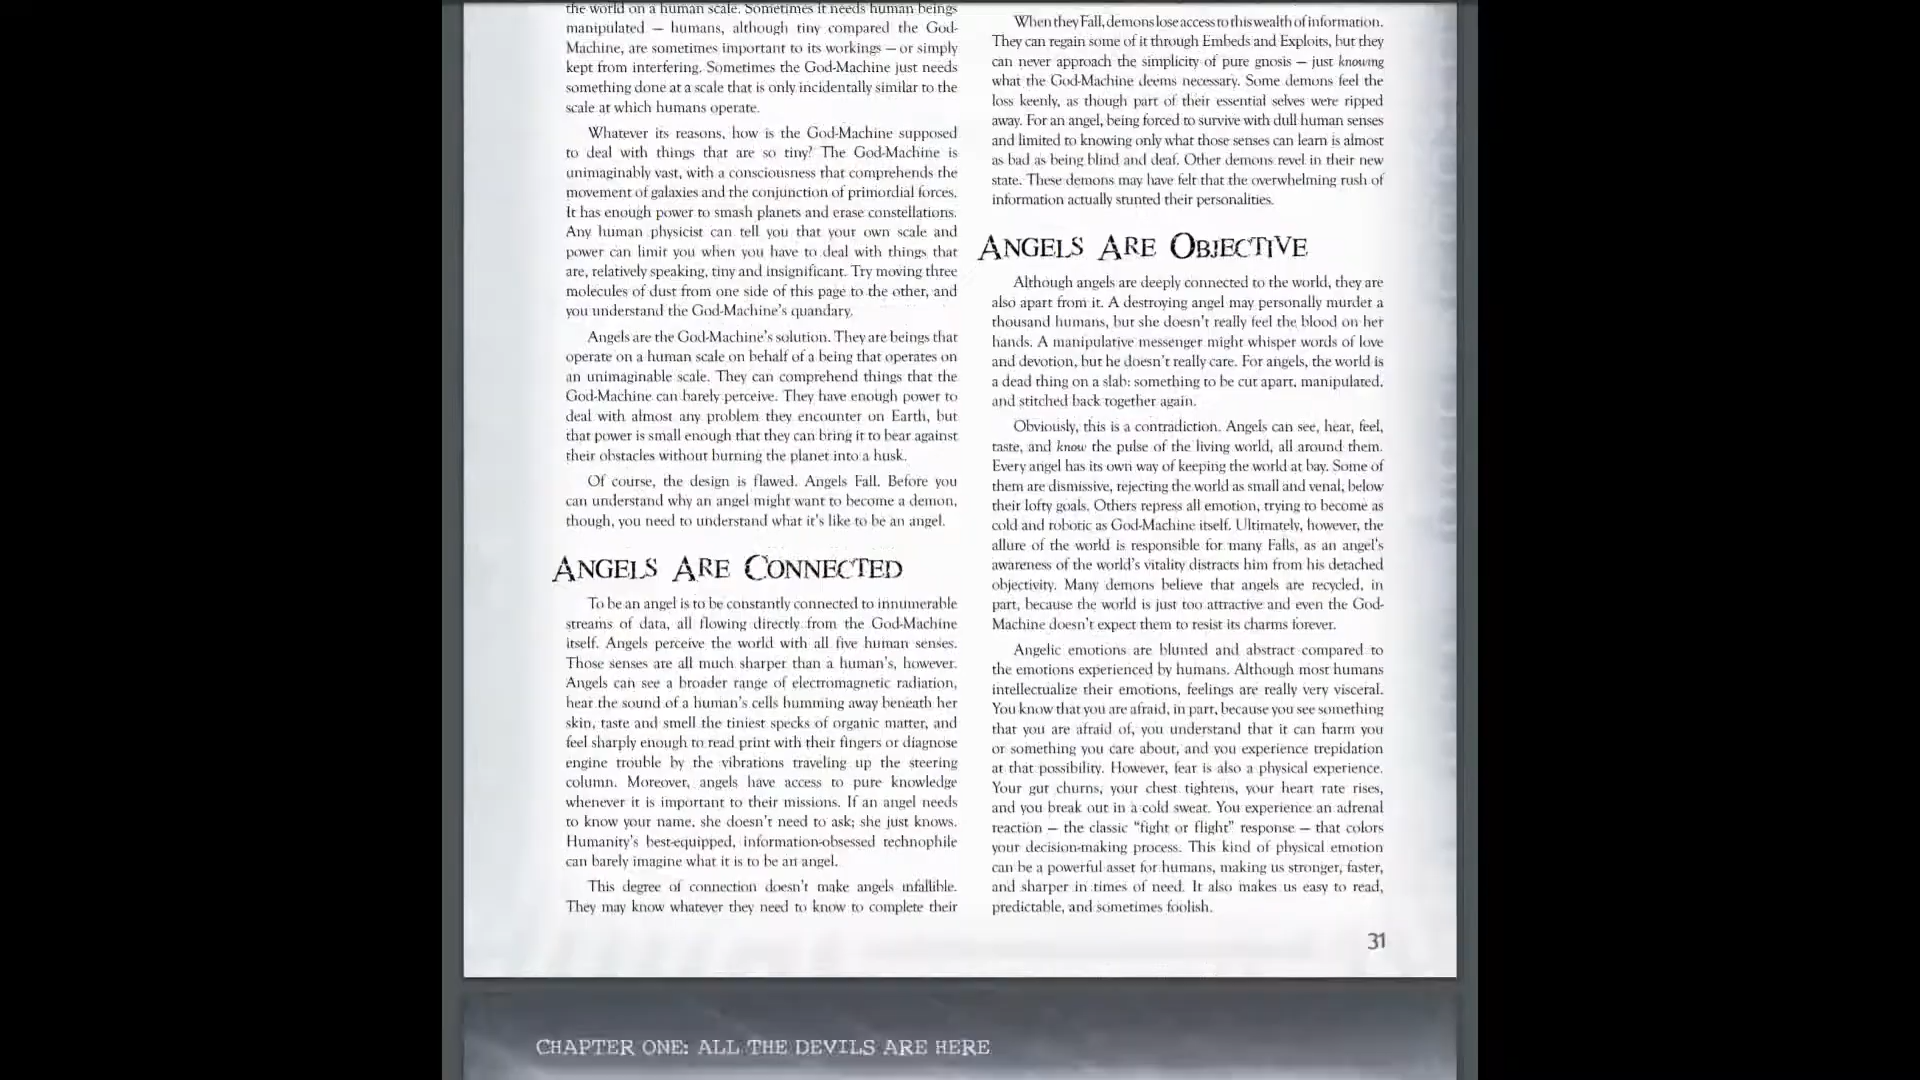 the world on a human scale. Sometimes it needs human beings
manipulated — humans, although tiny compared the God-
Machine, are sometimes important to its workings — or simply
kept from interfering. Sometimes the God-Machine just needs
something done at a scale that is only incidentally similar to the
scale at which humans operate.
Whatever its reasons, how is the God-Machine supposed
to deal with things that are so tiny? The God-Machine is
unimaginably vast, with a consciousness that comprehends the
movement of galaxies and the conjunction of primordial forces.
It has enough power to smash planets and erase constellations.
Any human physicist can tell you that your own scale and
power can limit you when you have to deal with things that
are, relatively speaking, tiny and insignificant. Try moving three
molecules of dust from one side of this page to the other, and
you understand the God-Machine's quandary.
Angels are the God-Machine's solution. They are beings that
operate on a human scale on behalf of a being that operates on
an unimaginable scale. They can comprehend things that the
God-Machine can barely perceive. They have enough power to
deal with almost any problem they encounter on Earth, but
that power is small enough that they can bring it to bear against
their obstacles without burning the planet into a husk.
Of course, the design is flawed. Angels Fall. Before you
can understand why an angel might want to become a demon,
though, you need to understand what it's like to be an angel.
ANGELS ARE CONNECTED
To be an angel is to be constantly connected to innumerable
streams of data, all flowing directly from the God-Machine
itself. Angels perceive the world with all five human senses.
Those senses are all much sharper than a human's, however.
Angels can see a broader range of electromagnetic radiation,
hear the sound of a human's cells humming away beneath her
skin, taste and smell the tiniest specks of organic matter, and
feel sharply enough to read print with their fingers or diagnose
engine trouble by the vibrations traveling up the steering
column. Moreover, angels have access to pure knowledge
whenever it is important to their missions. If an angel needs
to know your name, she doesn't need to ask; she just knows.
Humanity's best-equipped, information-obsessed technophile
can barely imagine what it is to be an angel.
This degree of connection doesn't make angels infallible.
They may know whatever they need to know to complete their
When they Fall, demons lose access to this wealth of information.
They can regain some of it through Embeds and Exploits, but they
can never approach the simplicity of pure gnosis — just knowing
what the God-Machine deems necessary. Some demons feel the
loss keenly, as though part of their essential selves were ripped
away. For an angel, being forced to survive with dull human senses
and limited to knowing only what those senses can learn is almost
as bad as being blind and deaf. Other demons revel in their new
state. These demons may have felt that the overwhelming rush of
information actually stunted their personalities.
ANGELS ARE OBJECTIVE
Although angels are deeply connected to the world, they are
also apart from it. A destroying angel may personally murder a
thousand humans, but she doesn't really feel the blood on her
hands. A manipulative messenger might whisper words of love
and devotion, but he doesn't really care. For angels, the world is
a dead thing on a slab: something to be cut apart, manipulated,
and stitched back together again.
Obviously, this is a contradiction. Angels can see, hear, feel,
taste, and know the pulse of the living world, all around them.
Every angel has its own way of keeping the world at bay. Some of
them are dismissive, rejecting the world as small and venal, below
their lofty goals. Others repress all emotion, trying to become as
cold and robotic as God-Machine itself. Ultimately, however, the
allure of the world is responsible for many Falls, as an angel's
awareness of the world's vitality distracts him from his detached
objectivity. Many demons believe that angels are recycled, in
part, because the world is just too attractive and even the God-
Machine doesn't expect them to resist its charms forever.
Angelic emotions are blunted and abstract compared to
the emotions experienced by humans. Although most humans
intellectualize their emotions, feelings are really very visceral.
You know that you are afraid, in part, because you see something
that you are afraid of, you understand that it can harm you
or something you care about, and you experience trepidation
at that possibility. However, fear is also a physical experience.
Your gut churns, your chest tightens, your heart rate rises,
and you break out in a cold sweat. You experience an adrenal
reaction — the classic "fight or flight" response — that colors
your decision-making process. This kind of physical emotion
can be a powerful asset for humans, making us stronger, faster,
and sharper in times of need. It also makes us easy to read,
predictable, and sometimes foolish.
31
CHAPTER ONE: ALL THE DEVILS ARE HERE